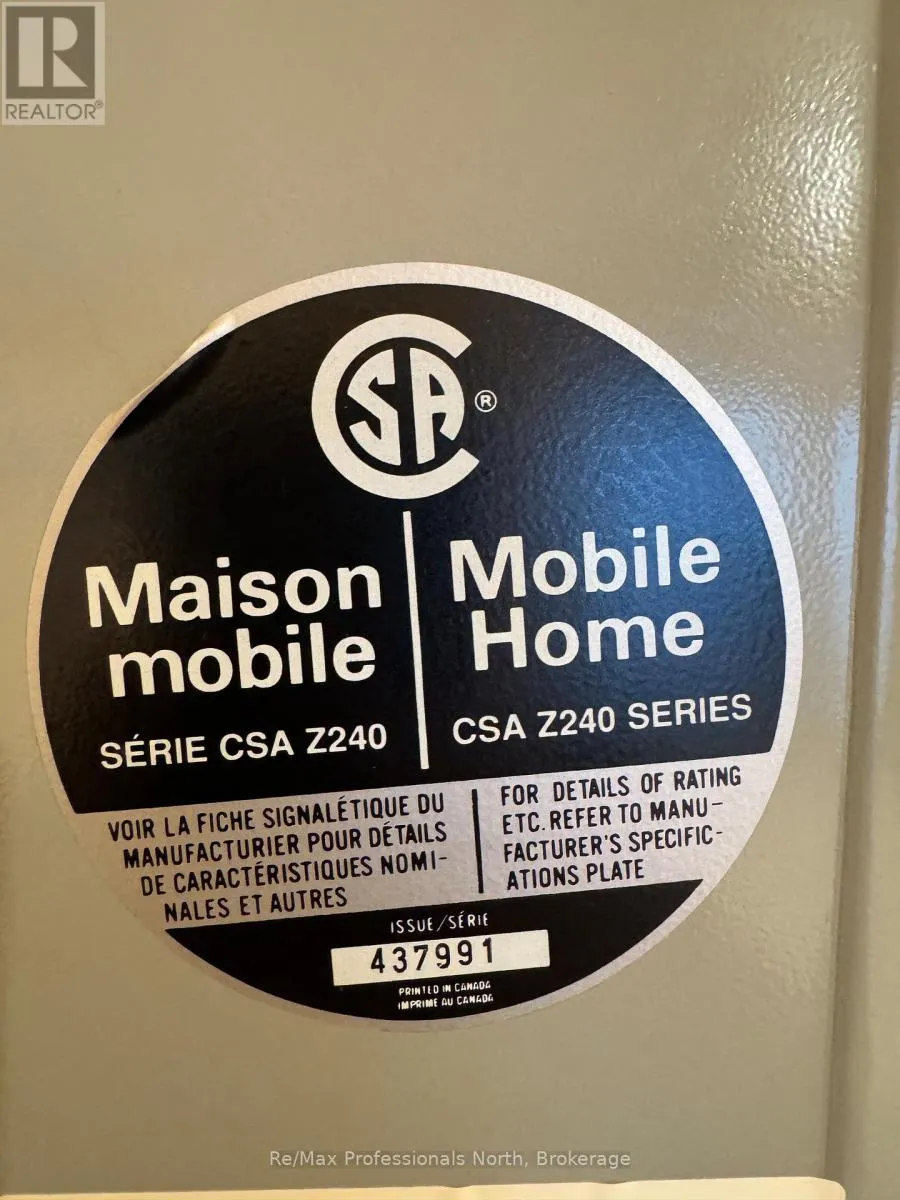 REALTOR®
CSA ®
Maison
mobile
SÉRIE CSA Z240
Mobile
Home
CSA Z240 SERIES
VOIR LA FICHE SIGNALÉTIQUE DU
MANUFACTURIER POUR DÉTAILS
DE CARACTÉRISTIQUES NOMI-
NALES ET AUTRES
FOR DETAILS OF RATING
ETC. REFER TO MANU-
FACTURER'S SPECIFIC-
ATIONS PLATE
ISSUE/SÉRIE
437991
PRINTED IN CANADA
IMPRIME AU CANADA
Re/Max Professionals North, Brokerage